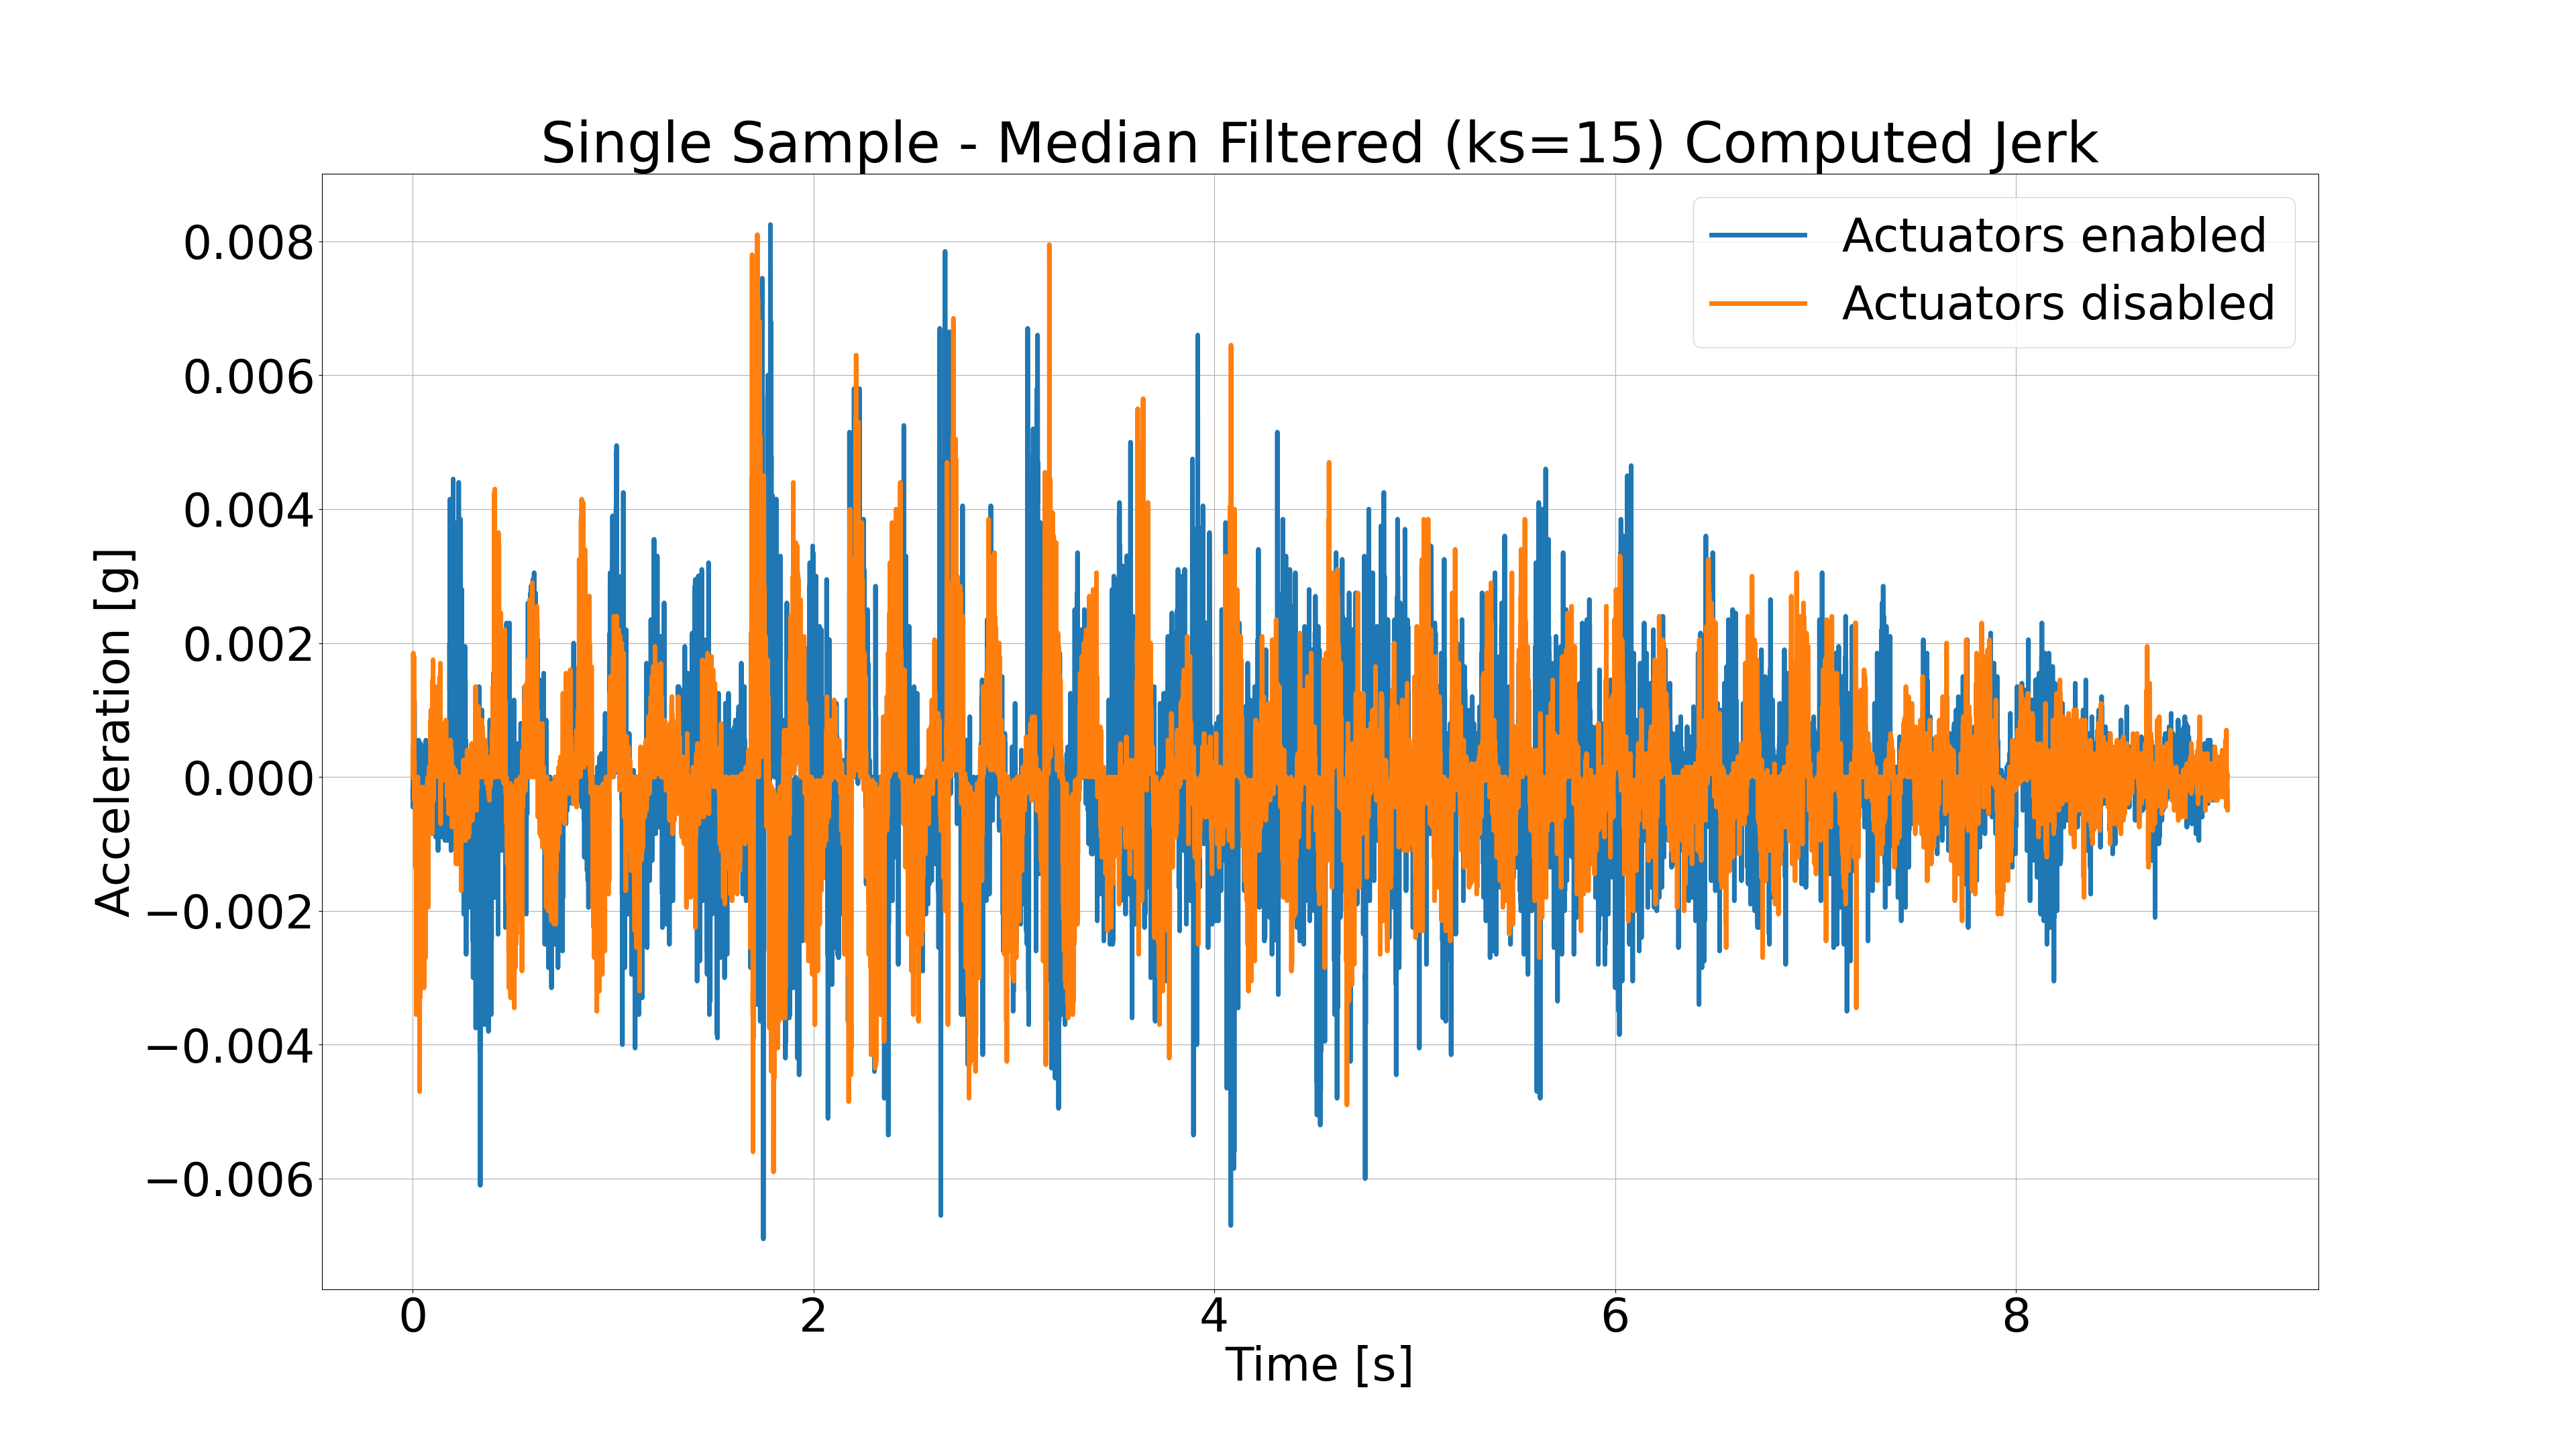 Single Sample - Median Filtered (ks=15) Computed Jerk
Actuators enabled
Actuators disabled
Acceleration [g]
0.008
0.006
0.004
0.002
0.000
−0.002
−0.004
−0.006
0 2 4 6 8
Time [s]